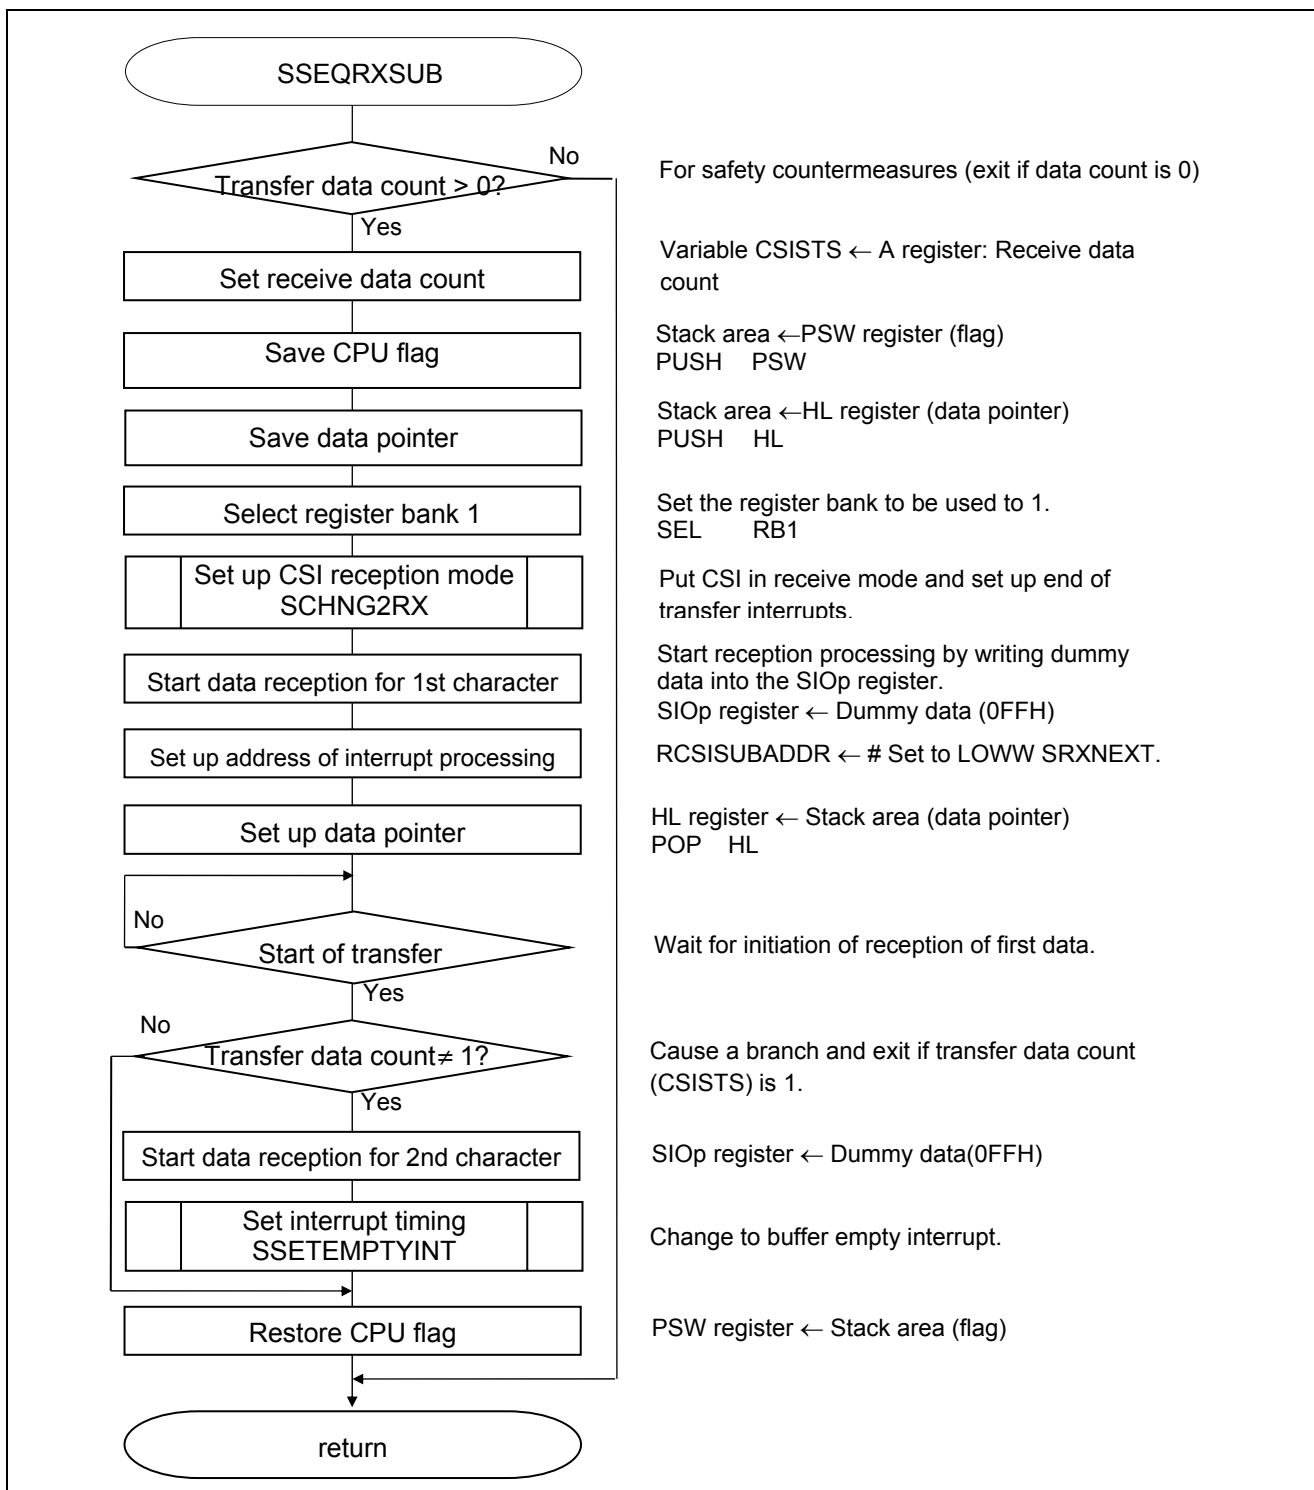 SSEQRXSUB
No
Transfer data count > 0?
For safety countermeasures (exit if data count is 0)
Yes
Set receive data count
Variable CSISTS ← A register: Receive data
count
Save CPU flag
Stack area ←PSW register (flag)
PUSH PSW
Save data pointer
Stack area ←HL register (data pointer)
PUSH HL
Select register bank 1
Set the register bank to be used to 1.
SEL RB1
Set up CSI reception mode
SCHNG2RX
Put CSI in receive mode and set up end of
transfer interrupts.
Start data reception for 1st character
Start reception processing by writing dummy
data into the SIOp register.
SIOp register ← Dummy data (0FFH)
Set up address of interrupt processing
RCSISUBADDR ← # Set to LOWW SRXNEXT.
Set up data pointer
HL register ← Stack area (data pointer)
POP HL
No
Start of transfer
Wait for initiation of reception of first data.
Yes
No
Transfer data count≠ 1?
Cause a branch and exit if transfer data count
(CSISTS) is 1.
Yes
Start data reception for 2nd character
SIOp register ← Dummy data(0FFH)
Set interrupt timing
SSETEMPTYINT
Change to buffer empty interrupt.
Restore CPU flag
PSW register ← Stack area (flag)
return